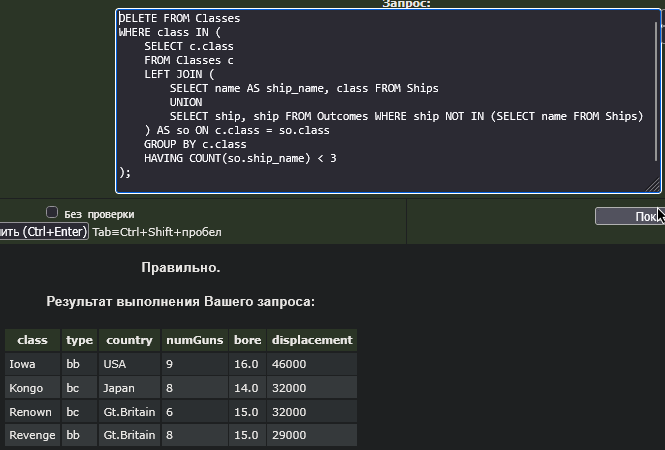 Запрос:
DELETE FROM Classes
WHERE class IN (
SELECT c.class
FROM Classes c
LEFT JOIN (
SELECT name AS ship_name, class FROM Ships
UNION
SELECT ship, ship FROM Outcomes WHERE ship NOT IN (SELECT name FROM Ships)
) AS so ON c.class = so.class
GROUP BY c.class
HAVING COUNT(so.ship_name) < 3
);
Без проверки
ить (Ctrl+Enter) Tab≡Ctrl+Shift+пробел
Пок
Правильно.
Результат выполнения Вашего запроса:
class type country numGuns bore displacement
Iowa bb USA 9 16.0 46000
Kongo bc Japan 8 14.0 32000
Renown bc Gt.Britain 6 15.0 32000
Revenge bb Gt.Britain 8 15.0 29000